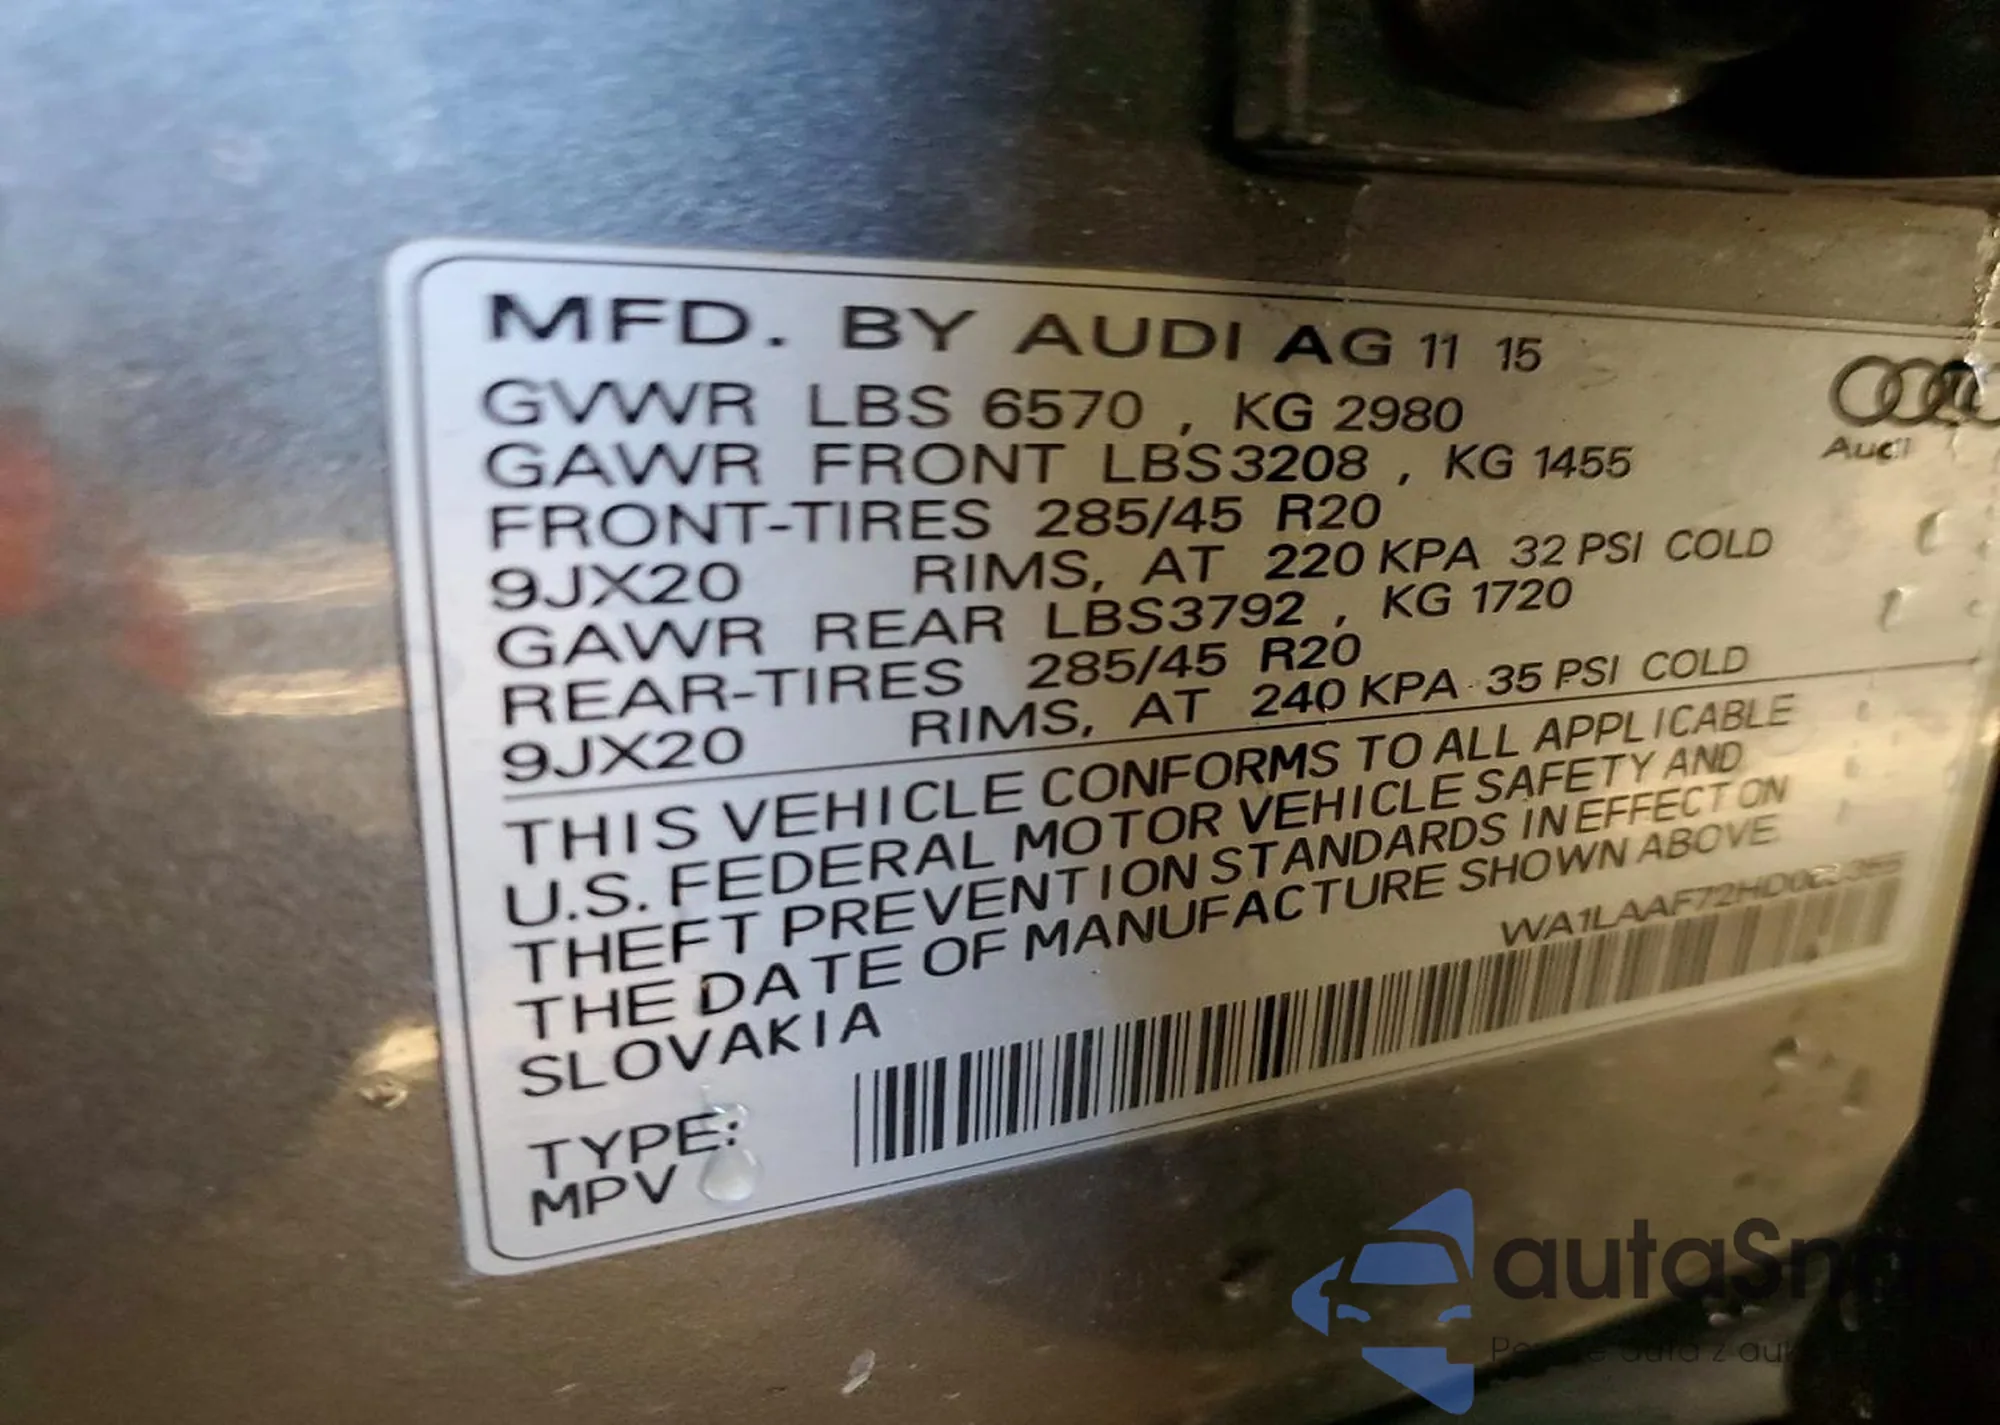 MFD. BY AUDI AG 11 15
GVWR LBS 6570 , KG 2980
GAWR FRONT LBS3208 , KG 1455
FRONT-TIRES 285/45 R20
9JX20 RIMS, AT 220 KPA 32 PSI COLD
GAWR REAR LBS3792 , KG 1720
REAR-TIRES 285/45 R20
9JX20 RIMS, AT 240 KPA 35 PSI COLD
Audi
THIS VEHICLE CONFORMS TO ALL APPLICABLE
U.S. FEDERAL MOTOR VEHICLE SAFETY AND
THEFT PREVENTION STANDARDS IN EFFECT ON
THE DATE OF MANUFACTURE SHOWN ABOVE.
SLOVAKIA
TYPE:
MPV
autaSnap
auta z